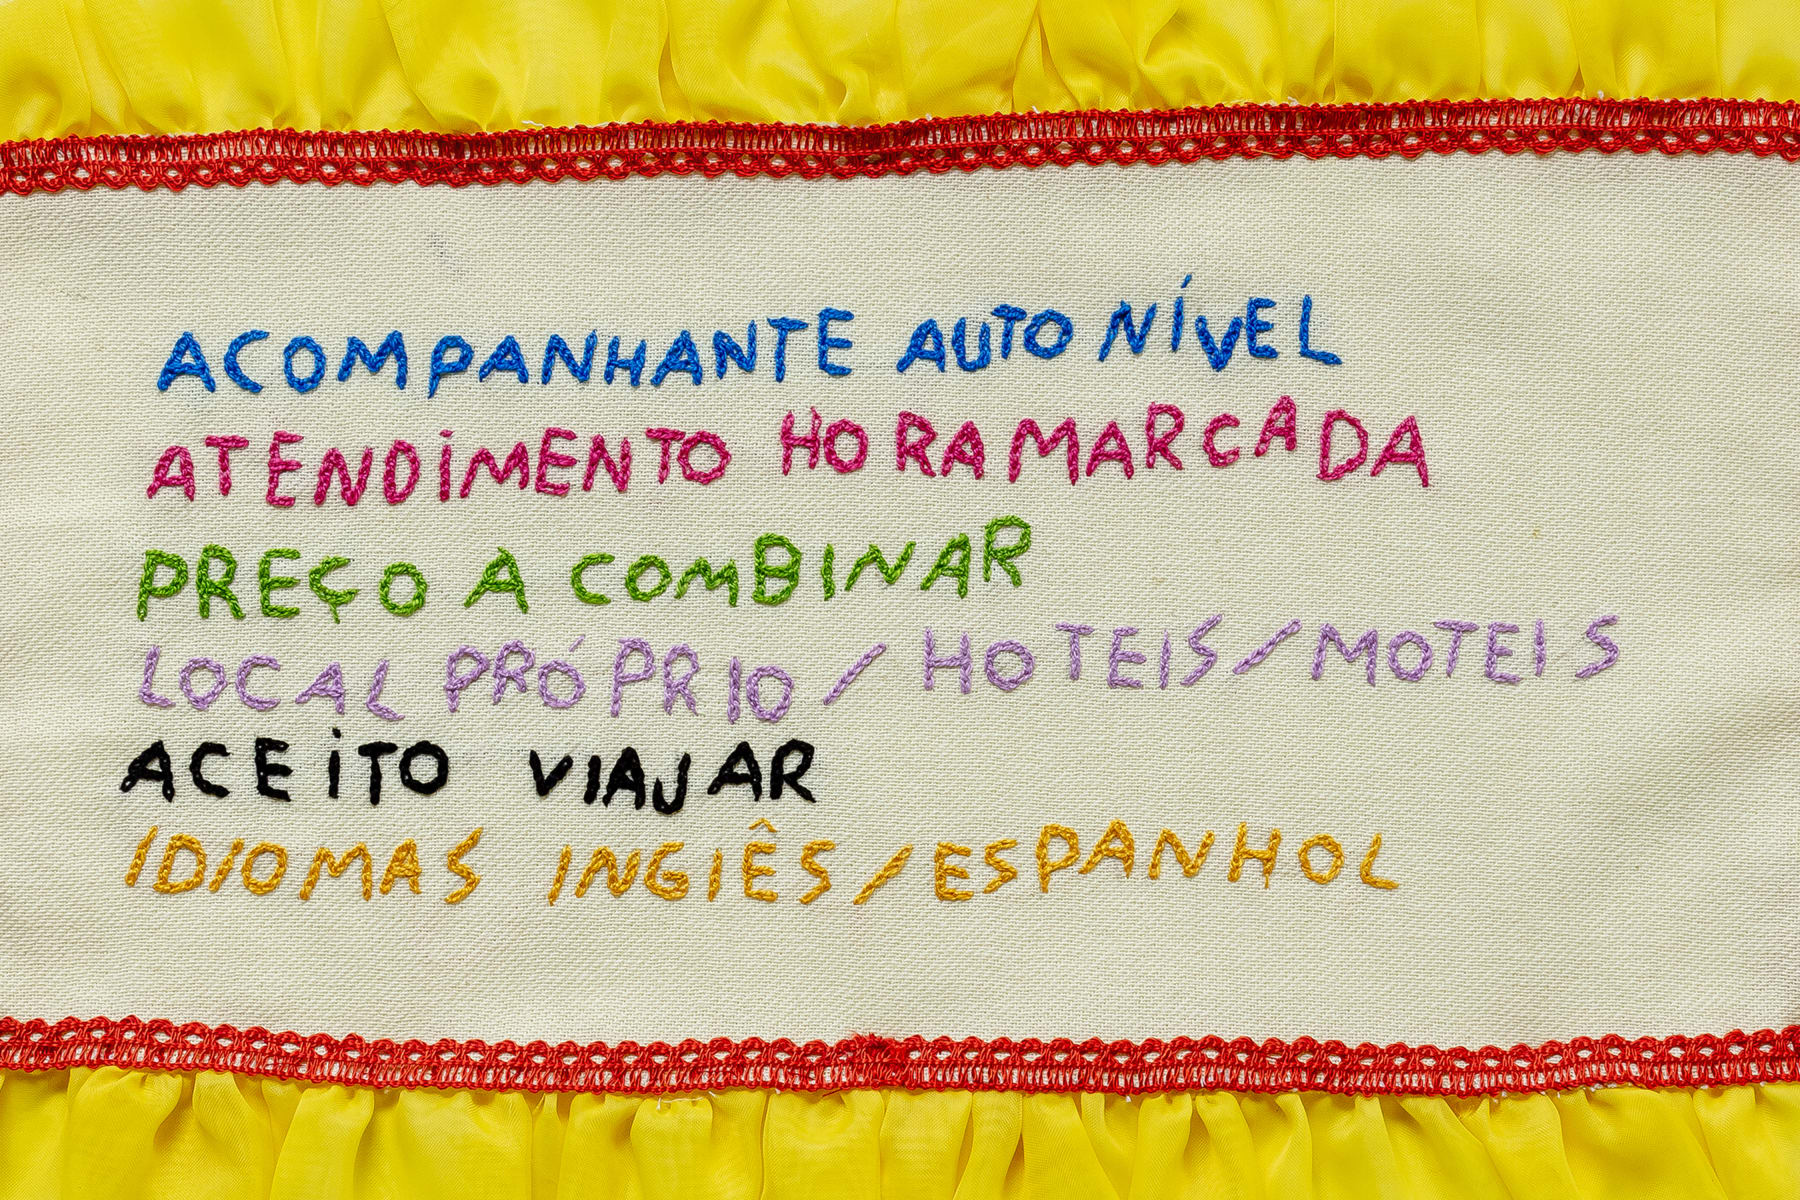 ACOMPANHANTE AUTO NÍVEL
ATENDIMENTO HORA MARCADA
PREÇO A COMBINAR
LOCAL PRÓPRIO / HOTEIS / MOTEIS
ACEITO VIAJAR
IDIOMAS INGIÊS / ESPANHOL